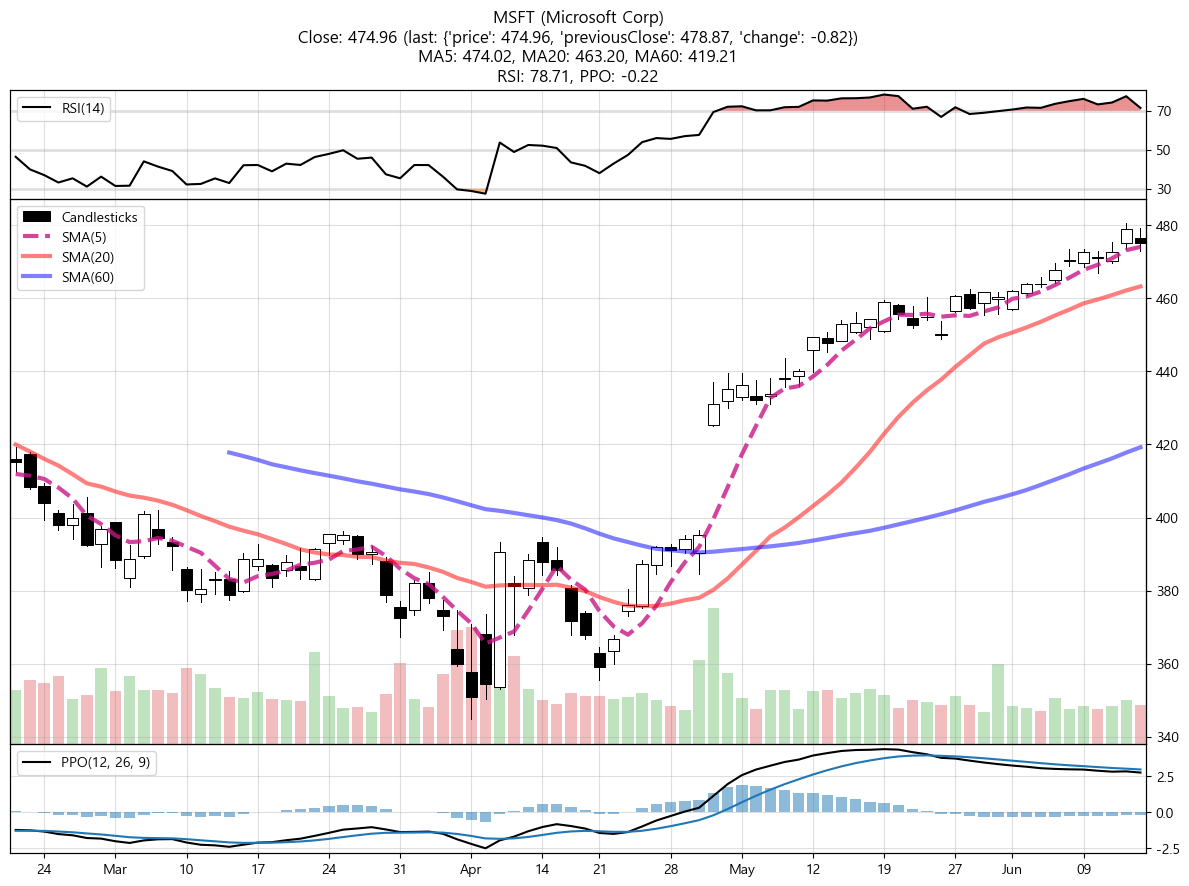 MSFT (Microsoft Corp)
Close: 474.96 (last: {'price': 474.96, 'previousClose': 478.87, 'change': -0.82})
MA5: 474.02, MA20: 463.20, MA60: 419.21
RSI: 78.71, PPO: -0.22
RSI(14)
70
50
30
Candlesticks
SMA(5)
SMA(20)
SMA(60)
480
460
440
420
400
380
360
340
PPO(12, 26, 9)
2.5
0.0
-2.5
24 Mar 10 17 24 31 Apr 14 21 28 May 12 19 27 Jun 09